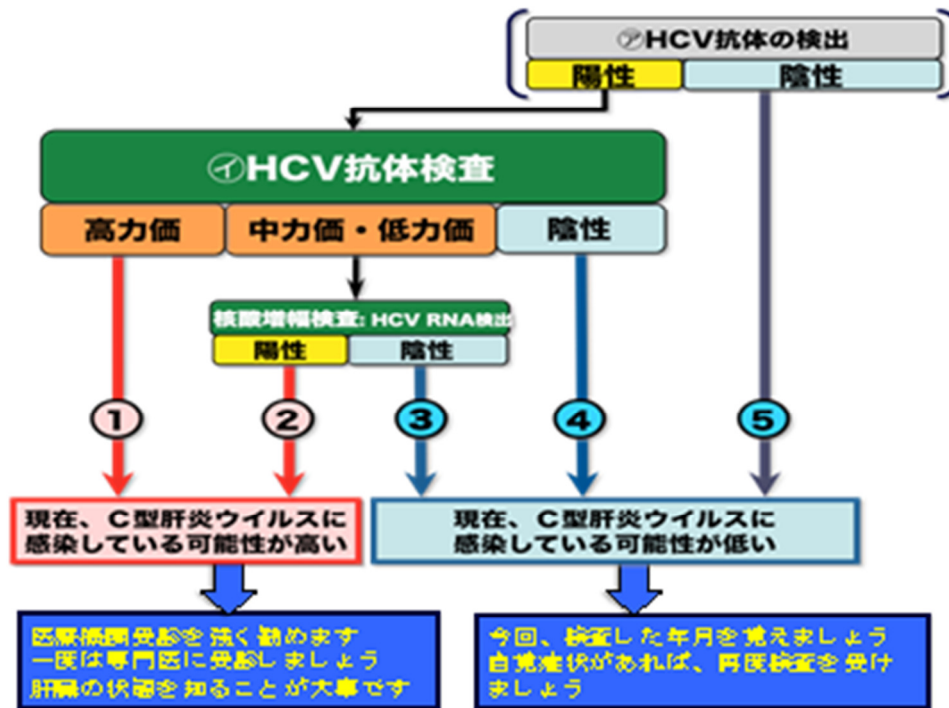 ㋐HCV抗体の検出
陽性
陰性
㋑HCV抗体検査
高力価
中力価・低力価
陰性
核酸増幅検査: HCV RNA検出
陽性
陰性
1
2
3
4
5
現在、C型肝炎ウイルスに
感染している可能性が高い
現在、C型肝炎ウイルスに
感染している可能性が低い
医療機関受診を強く勧めます
一度は専門医に受診しましょう
肝臓の状態を知ることが大事です
今回、検査した年月を覚えましょう
自覚症状があれば、再度検査を受け
ましょう